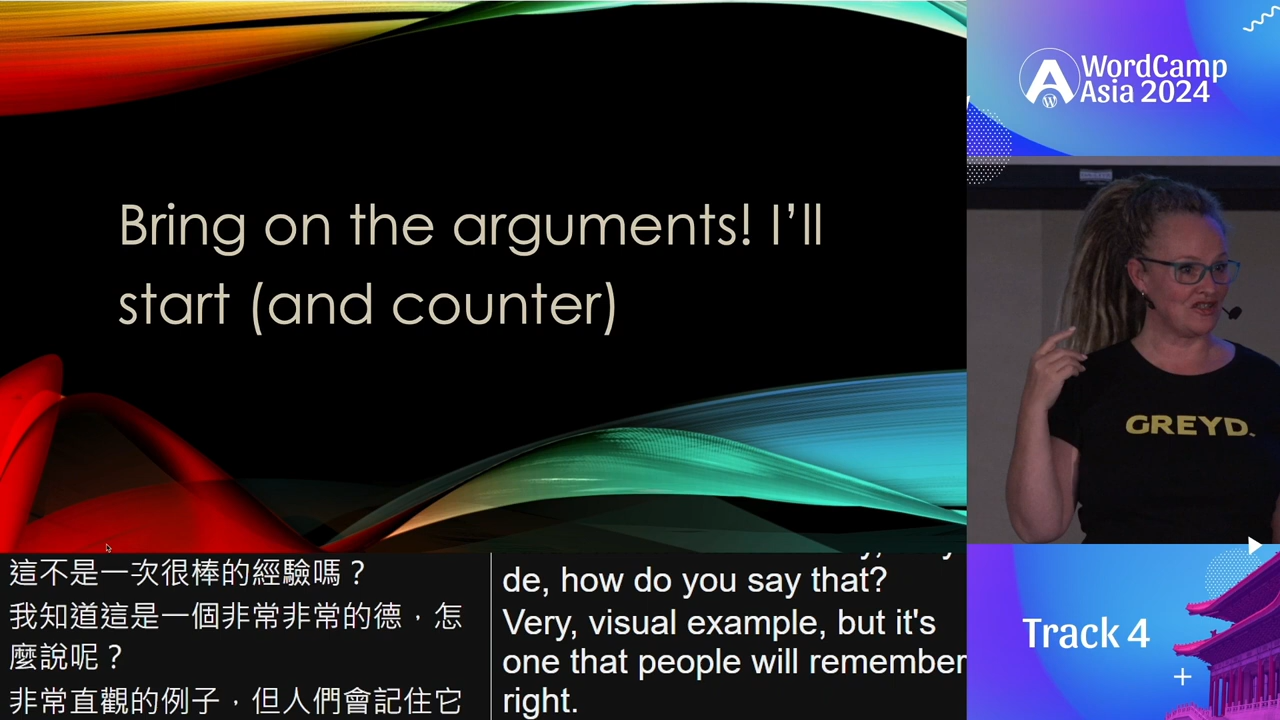 Bring on the arguments! I’ll
start (and counter)
WordCamp
Asia 2024
GREYD.
這不是一次很棒的經驗嗎？
我知道這是一個非常非常的德，怎
麼說呢？
非常直觀的例子，但人們會記住它
de, how do you say that?
Very, visual example, but it's
one that people will remember
right.
Track 4